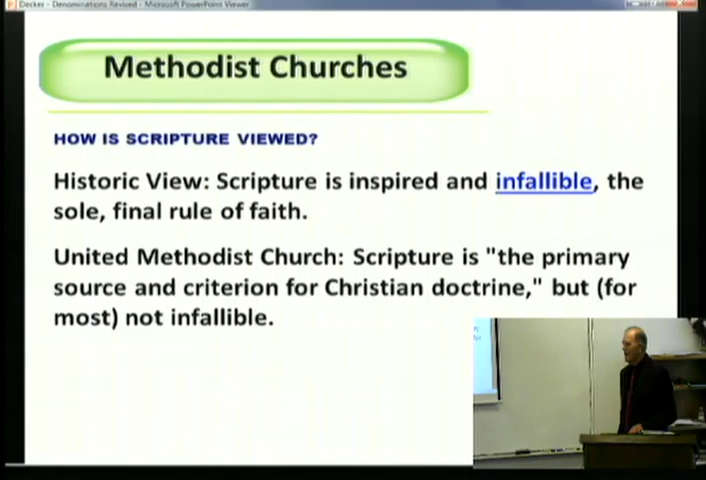 Decker - Denominations Revised - Microsoft PowerPoint Viewer
Methodist Churches
HOW IS SCRIPTURE VIEWED?
Historic View: Scripture is inspired and infallible, the
sole, final rule of faith.
United Methodist Church: Scripture is "the primary
source and criterion for Christian doctrine," but (for
most) not infallible.